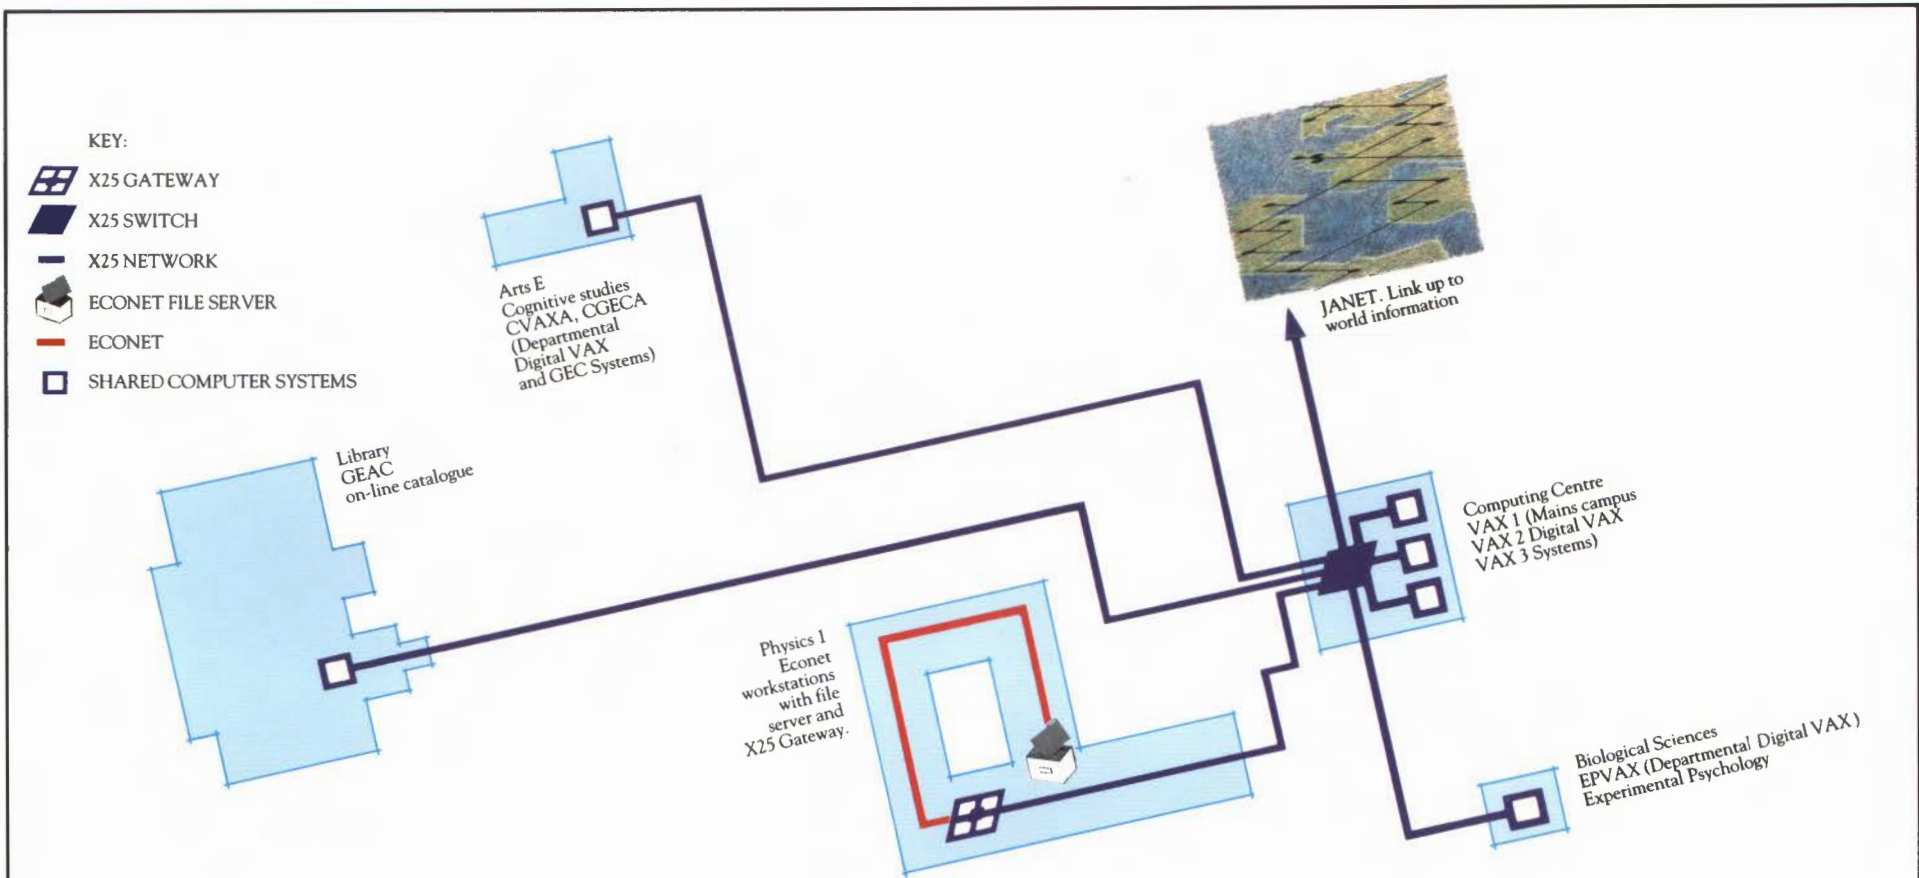 KEY:
X25 GATEWAY
X25 SWITCH
X25 NETWORK
ECONET FILE SERVER
ECONET
SHARED COMPUTER SYSTEMS
Arts E
Cognitive studies
CVAXA, CGECA
(Departmental
Digital VAX
and GEC Systems)
JANET. Link up to
world information
Library
GEAC
on-line catalogue
Computing Centre
VAX 1 (Mains campus
VAX 2 Digital VAX
VAX 3 Systems)
Physics 1
Econet
workstations
with file
server and
X25 Gateway.
Biological Sciences
EPVAX (Departmental Digital VAX)
Experimental Psychology